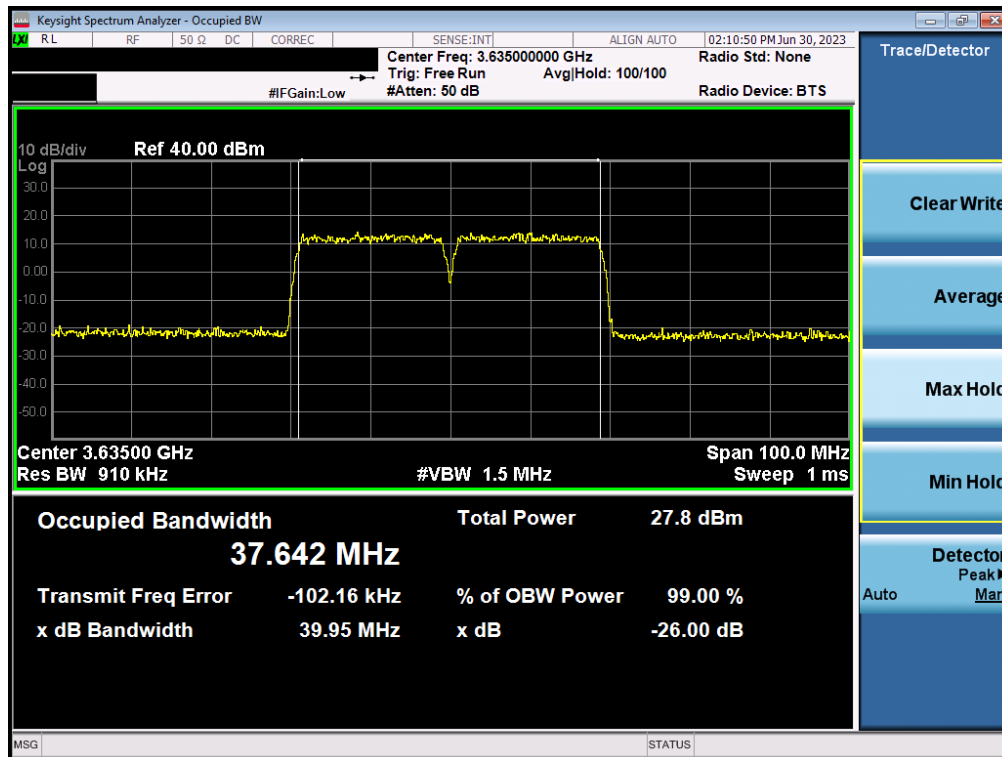 Keysight Spectrum Analyzer - Occupied BW
LXI RL RF 50 Ω DC CORREC SENSE:INT ALIGN AUTO 02:10:50 PM Jun 30, 2023
Center Freq: 3.635000000 GHz Radio Std: None
Trig: Free Run Avg|Hold: 100/100
#IFGain:Low #Atten: 50 dB Radio Device: BTS
10 dB/div Ref 40.00 dBm
Log
30.0
20.0
10.0
0.00
-10.0
-20.0
-30.0
-40.0
-50.0
Center 3.63500 GHz Span 100.0 MHz
Res BW 910 kHz #VBW 1.5 MHz Sweep 1 ms
Occupied Bandwidth Total Power 27.8 dBm
37.642 MHz
Transmit Freq Error -102.16 kHz % of OBW Power 99.00 %
x dB Bandwidth 39.95 MHz x dB -26.00 dB
MSG STATUS
Trace/Detector
Clear Write
Average
Max Hold
Min Hold
Detector
Peak
Auto Man